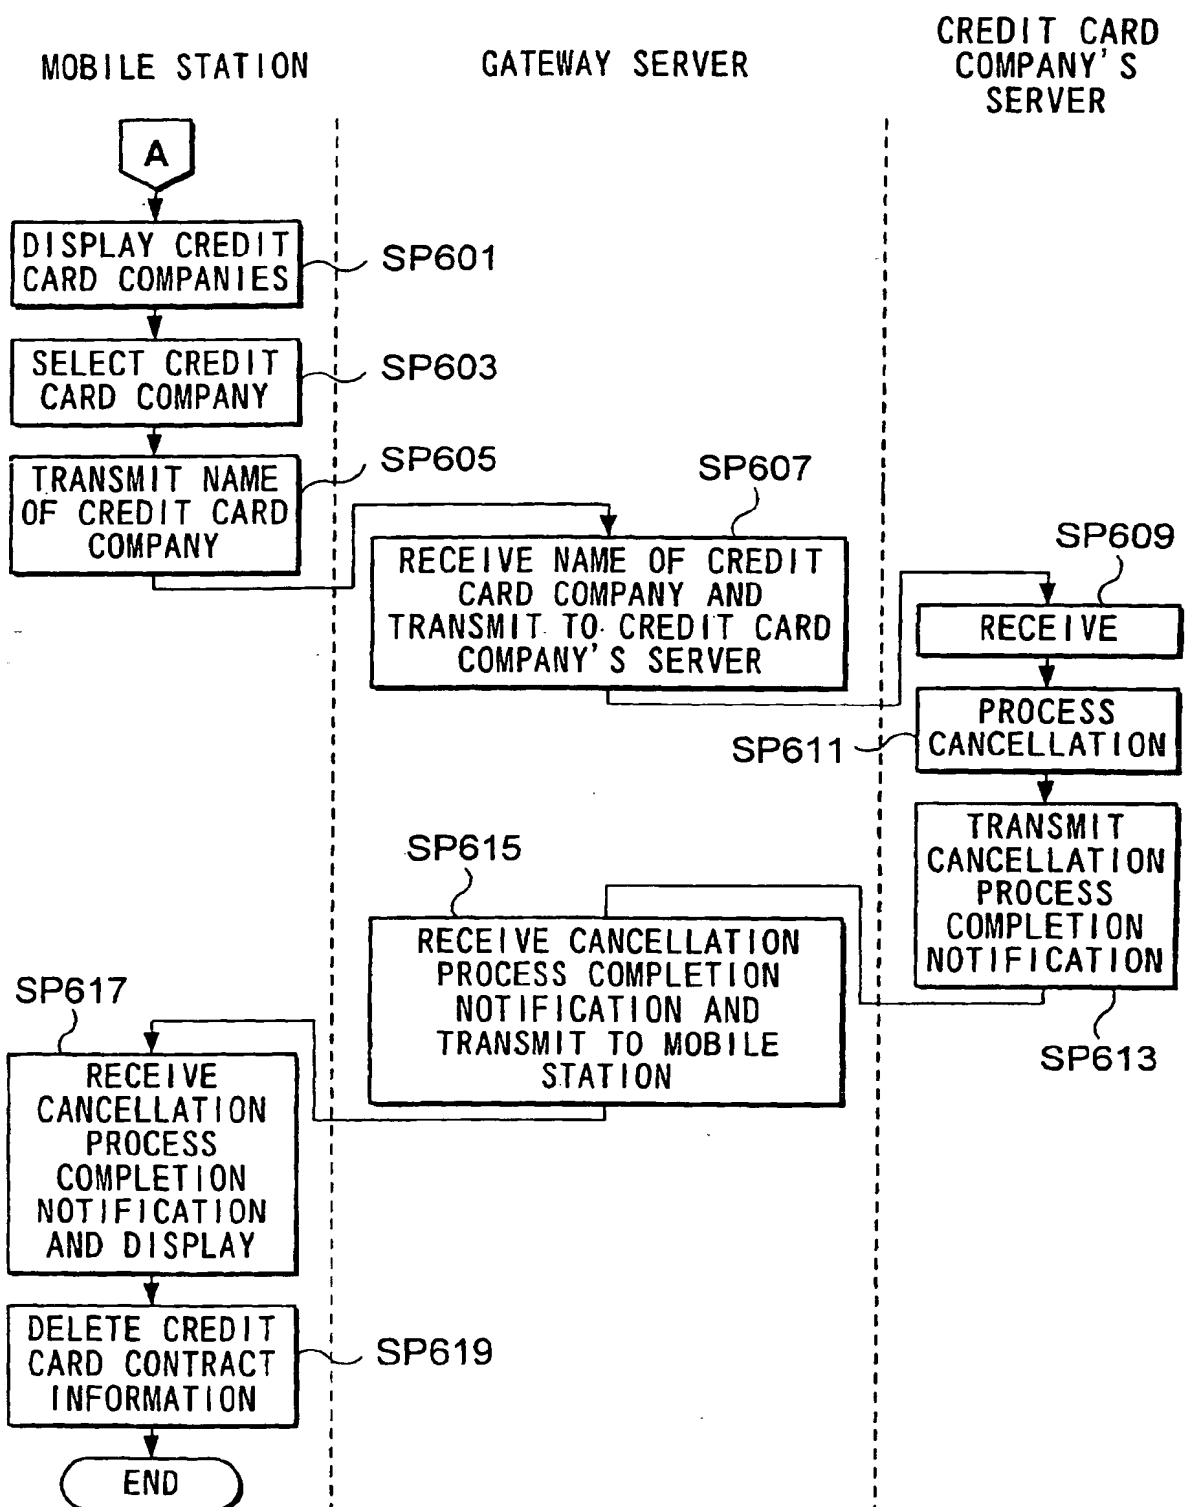 MOBILE STATION
GATEWAY SERVER
CREDIT CARD
COMPANY'S
SERVER
A
DISPLAY CREDIT
CARD COMPANIES
SP601
SELECT CREDIT
CARD COMPANY
SP603
TRANSMIT NAME
OF CREDIT CARD
COMPANY
SP605
SP607
RECEIVE NAME OF CREDIT
CARD COMPANY AND
TRANSMIT TO CREDIT CARD
COMPANY'S SERVER
SP609
RECEIVE
PROCESS
CANCELLATION
SP611
TRANSMIT
CANCELLATION
PROCESS
COMPLETION
NOTIFICATION
SP613
SP615
RECEIVE CANCELLATION
PROCESS COMPLETION
NOTIFICATION AND
TRANSMIT TO MOBILE
STATION
SP617
RECEIVE
CANCELLATION
PROCESS
COMPLETION
NOTIFICATION
AND DISPLAY
DELETE CREDIT
CARD CONTRACT
INFORMATION
SP619
END